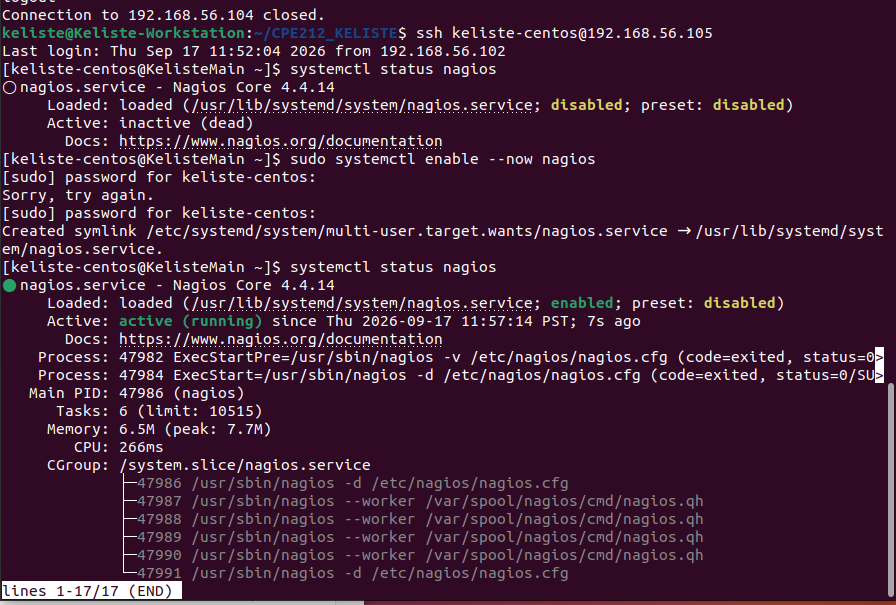 Connection to 192.168.56.104 closed.
keliste@Keliste-Workstation:~/CPE212_KELISTE$ ssh keliste-centos@192.168.56.105
Last login: Thu Sep 17 11:52:04 2026 from 192.168.56.102
[keliste-centos@KelisteMain ~]$ systemctl status nagios
○ nagios.service - Nagios Core 4.4.14
     Loaded: loaded (/usr/lib/systemd/system/nagios.service; disabled; preset: disabled)
     Active: inactive (dead)
       Docs: https://www.nagios.org/documentation
[keliste-centos@KelisteMain ~]$ sudo systemctl enable --now nagios
[sudo] password for keliste-centos:
Sorry, try again.
[sudo] password for keliste-centos:
Created symlink /etc/systemd/system/multi-user.target.wants/nagios.service → /usr/lib/systemd/syst
em/nagios.service.
[keliste-centos@KelisteMain ~]$ systemctl status nagios
● nagios.service - Nagios Core 4.4.14
     Loaded: loaded (/usr/lib/systemd/system/nagios.service; enabled; preset: disabled)
     Active: active (running) since Thu 2026-09-17 11:57:14 PST; 7s ago
       Docs: https://www.nagios.org/documentation
    Process: 47982 ExecStartPre=/usr/sbin/nagios -v /etc/nagios/nagios.cfg (code=exited, status=0>
    Process: 47984 ExecStart=/usr/sbin/nagios -d /etc/nagios/nagios.cfg (code=exited, status=0/SU>
   Main PID: 47986 (nagios)
      Tasks: 6 (limit: 10515)
     Memory: 6.5M (peak: 7.7M)
        CPU: 266ms
     CGroup: /system.slice/nagios.service
             ├─47986 /usr/sbin/nagios -d /etc/nagios/nagios.cfg
             ├─47987 /usr/sbin/nagios --worker /var/spool/nagios/cmd/nagios.qh
             ├─47988 /usr/sbin/nagios --worker /var/spool/nagios/cmd/nagios.qh
             ├─47989 /usr/sbin/nagios --worker /var/spool/nagios/cmd/nagios.qh
             ├─47990 /usr/sbin/nagios --worker /var/spool/nagios/cmd/nagios.qh
             └─47991 /usr/sbin/nagios -d /etc/nagios/nagios.cfg
lines 1-17/17 (END)